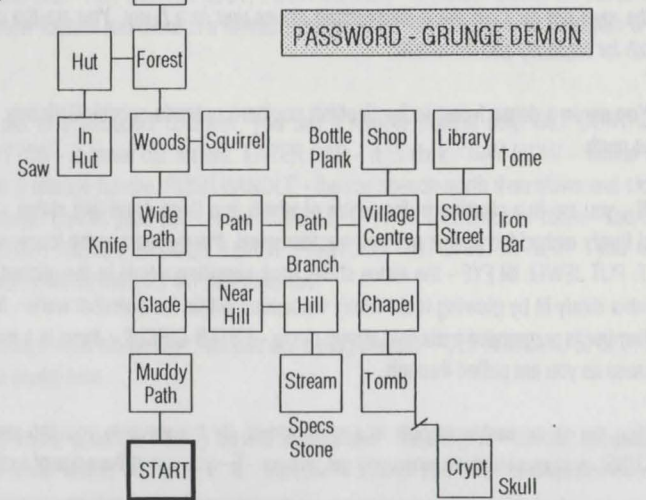 PASSWORD - GRUNGE DEMON
Hut
Forest
In
Hut
Saw
Woods
Squirrel
Bottle
Plank
Shop
Library
Tome
Wide
Path
Knife
Path
Path
Branch
Village
Centre
Short
Street
Iron
Bar
Glade
Near
Hill
Hill
Chapel
Muddy
Path
Stream
Specs
Stone
Tomb
START
Crypt
Skull